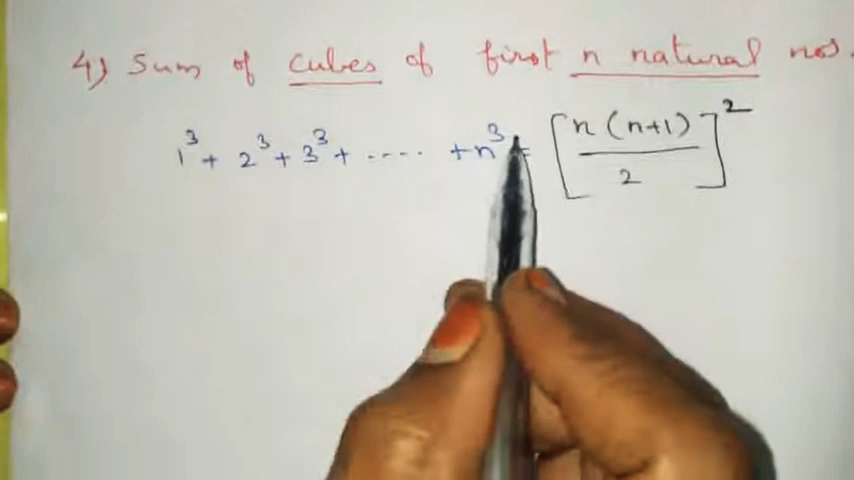 4) Sum of cubes of first n natural nos.
1³ + 2³ + 3³ + ..... + n³ = [n(n+1)/2]²